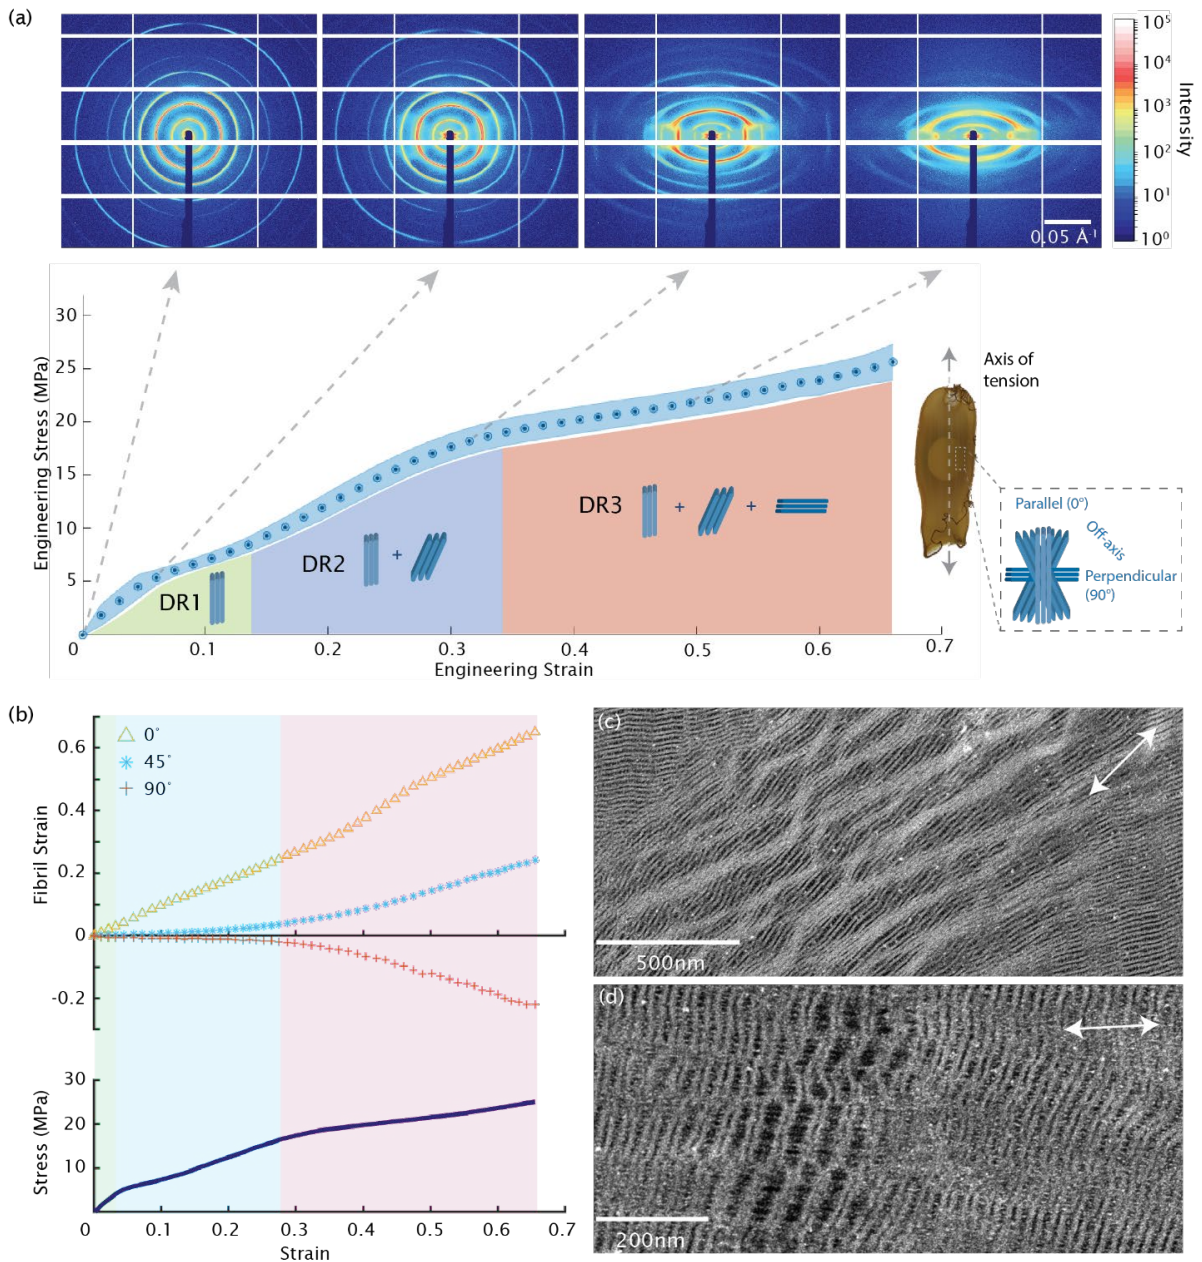 (a)
10⁵
10⁴
10³
10²
10¹
10⁰
Intensity
0.05 Å⁻¹
30
25
20
15
10
5
Engineering Stress (MPa)
Axis of
tension
DR1
DR2
+
DR3
+
+
Parallel (0°)
Off-axis
Perpendicular
(90°)
0
0.1
0.2
0.3
0.4
0.5
0.6
0.7
Engineering Strain
(b)
0°
45°
90°
0.6
0.4
0.2
0
-0.2
Fibril Strain
30
20
10
Stress (MPa)
0
0.1
0.2
0.3
0.4
0.5
0.6
0.7
Strain
(c)
500nm
(d)
200nm